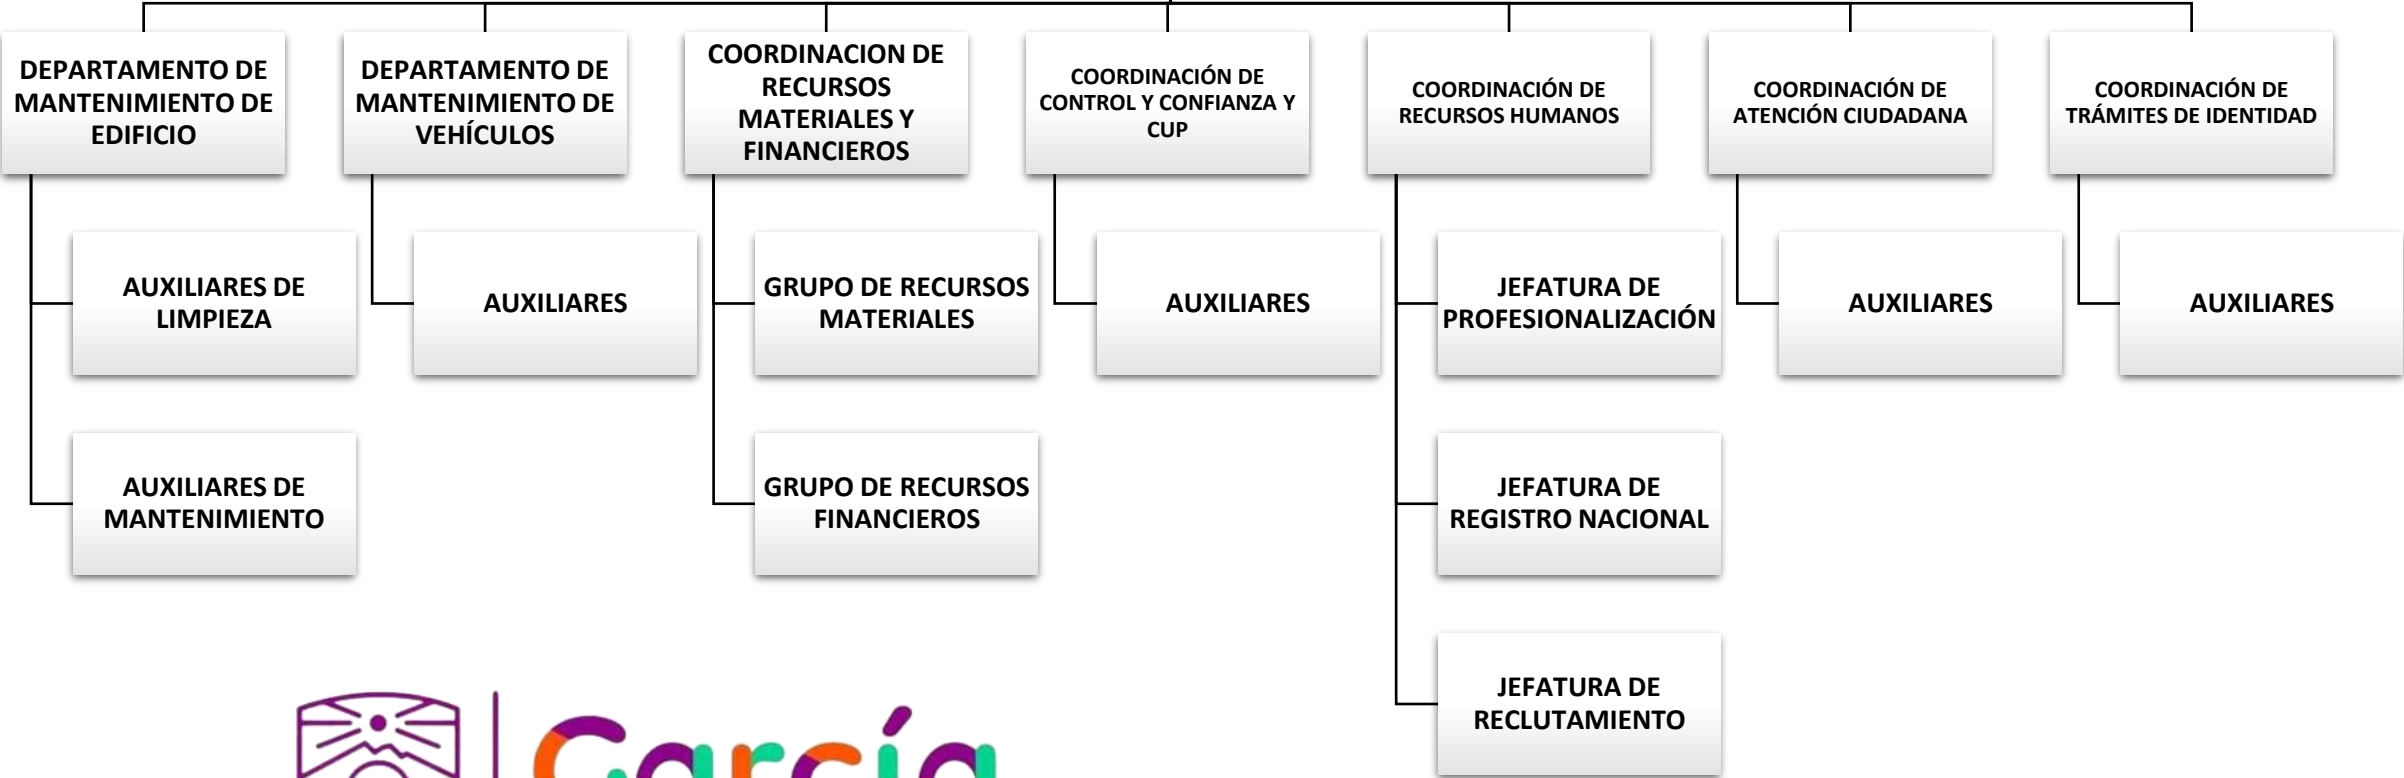 DEPARTAMENTO DE
MANTENIMIENTO DE
EDIFICIO
DEPARTAMENTO DE
MANTENIMIENTO DE
VEHÍCULOS
COORDINACION DE
RECURSOS
MATERIALES Y
FINANCIEROS
COORDINACIÓN DE
CONTROL Y CONFIANZA Y
CUP
COORDINACIÓN DE
RECURSOS HUMANOS
COORDINACIÓN DE
ATENCIÓN CIUDADANA
COORDINACIÓN DE
TRÁMITES DE IDENTIDAD
AUXILIARES DE
LIMPIEZA
AUXILIARES
GRUPO DE RECURSOS
MATERIALES
AUXILIARES
JEFATURA DE
PROFESIONALIZACIÓN
AUXILIARES
AUXILIARES
AUXILIARES DE
MANTENIMIENTO
GRUPO DE RECURSOS
FINANCIEROS
JEFATURA DE
REGISTRO NACIONAL
JEFATURA DE
RECLUTAMIENTO
García